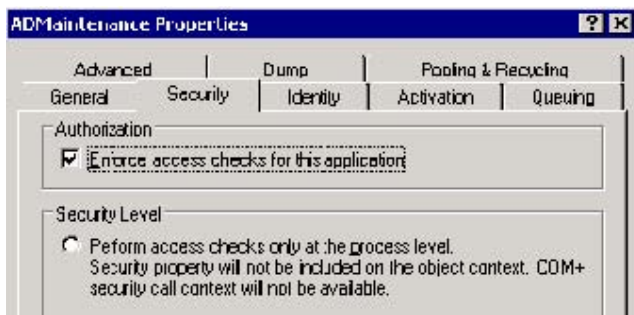 ADMaintenance Properties
Advanced Dump Pooling & Recycling
General Security Identity Activation Queuing
Authorization
Enforce access checks for this application
Security Level
Peform access checks only at the process level.
Security property will not be included on the object context. COM+
security call context will not be available.